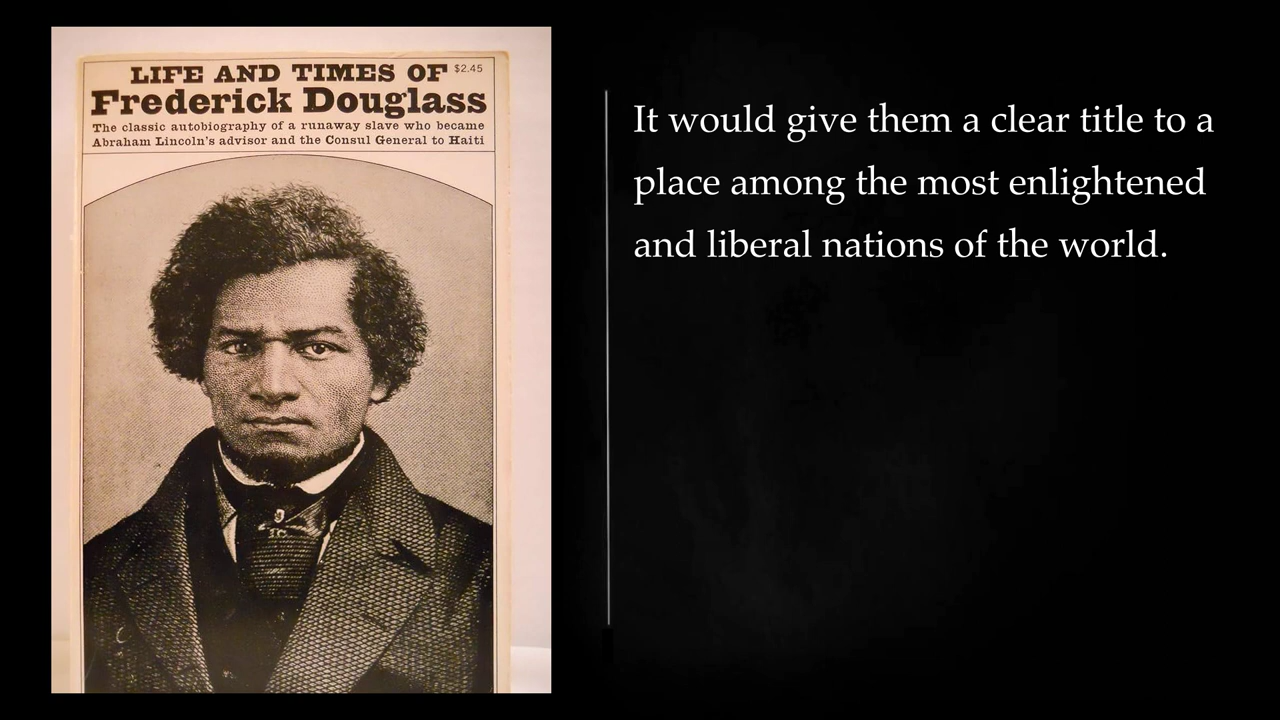 LIFE AND TIMES OF $2.45
Frederick Douglass
The classic autobiography of a runaway slave who became
Abraham Lincoln's advisor and the Consul General to Haiti
It would give them a clear title to a
place among the most enlightened
and liberal nations of the world.